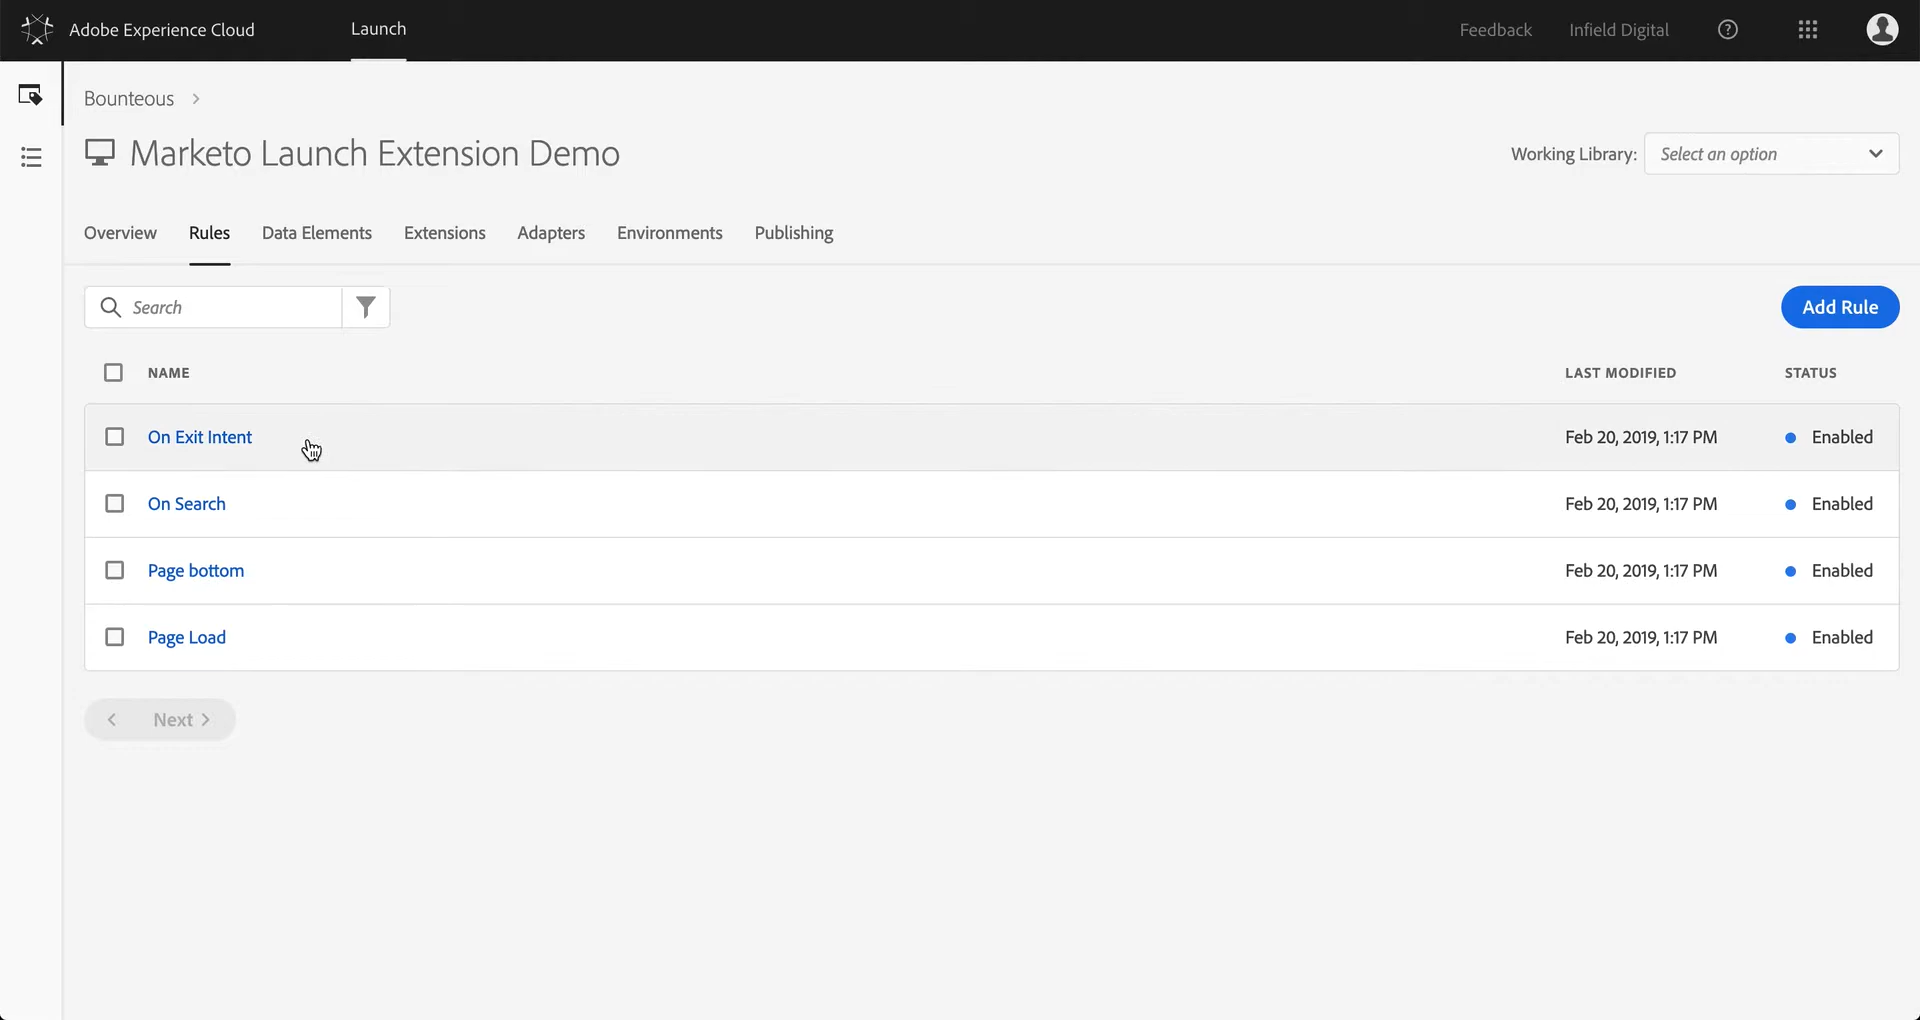 Adobe Experience Cloud
Launch
Feedback
Infield Digital
Bounteous
Marketo Launch Extension Demo
Working Library:
Select an option
Overview
Rules
Data Elements
Extensions
Adapters
Environments
Publishing
Search
Add Rule
NAME
LAST MODIFIED
STATUS
On Exit Intent
Feb 20, 2019, 1:17 PM
Enabled
On Search
Feb 20, 2019, 1:17 PM
Enabled
Page bottom
Feb 20, 2019, 1:17 PM
Enabled
Page Load
Feb 20, 2019, 1:17 PM
Enabled
Next